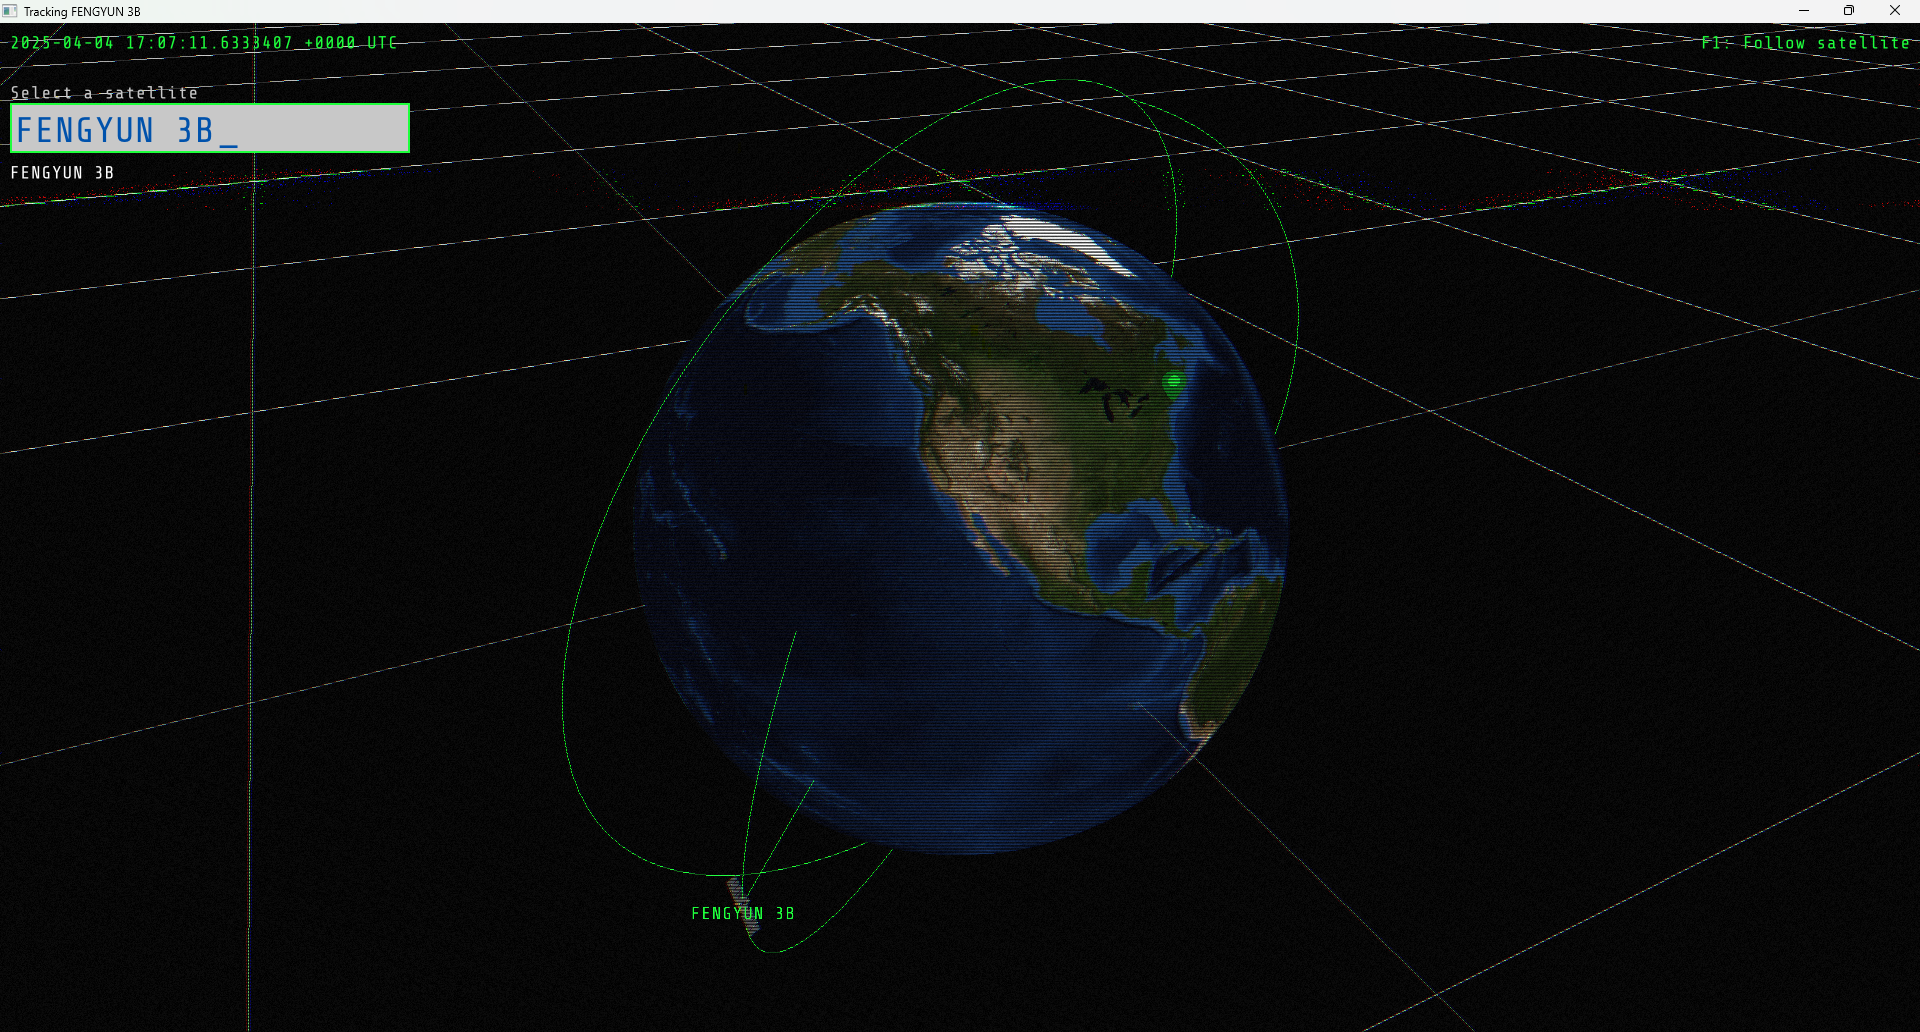 Tracking FENGYUN 3B
2025-04-04 17:07:11.6333407 +0000 UTC
F1: Follow satellite
Select a satellite
FENGYUN 3B_
FENGYUN 3B
FENGYUN 3B